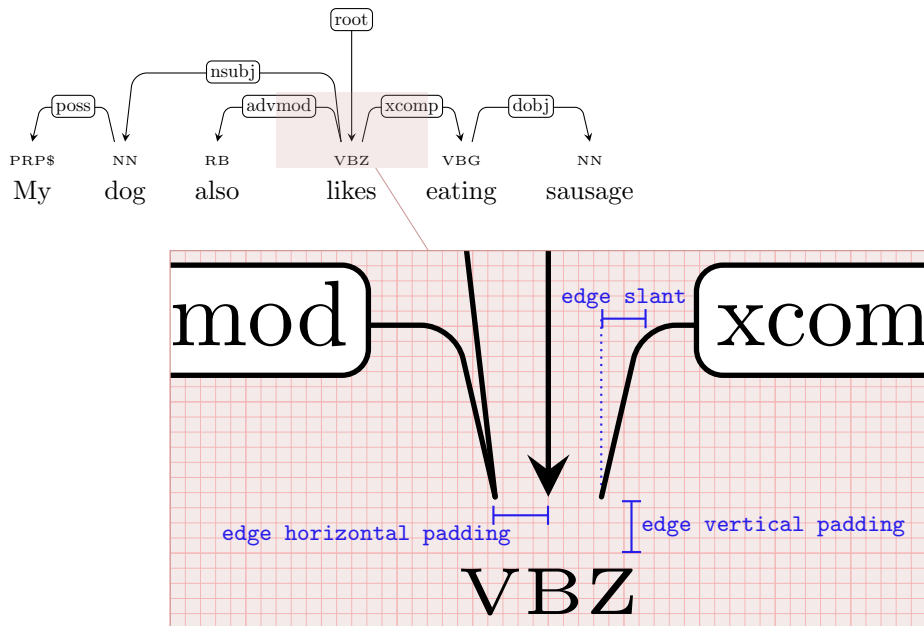 root
nsubj
poss advmod xcomp dobj
PRP$ NN RB VBZ VBG NN
My dog also likes eating sausage
edge slant
mod xcom
edge vertical padding
edge horizontal padding
VBZ